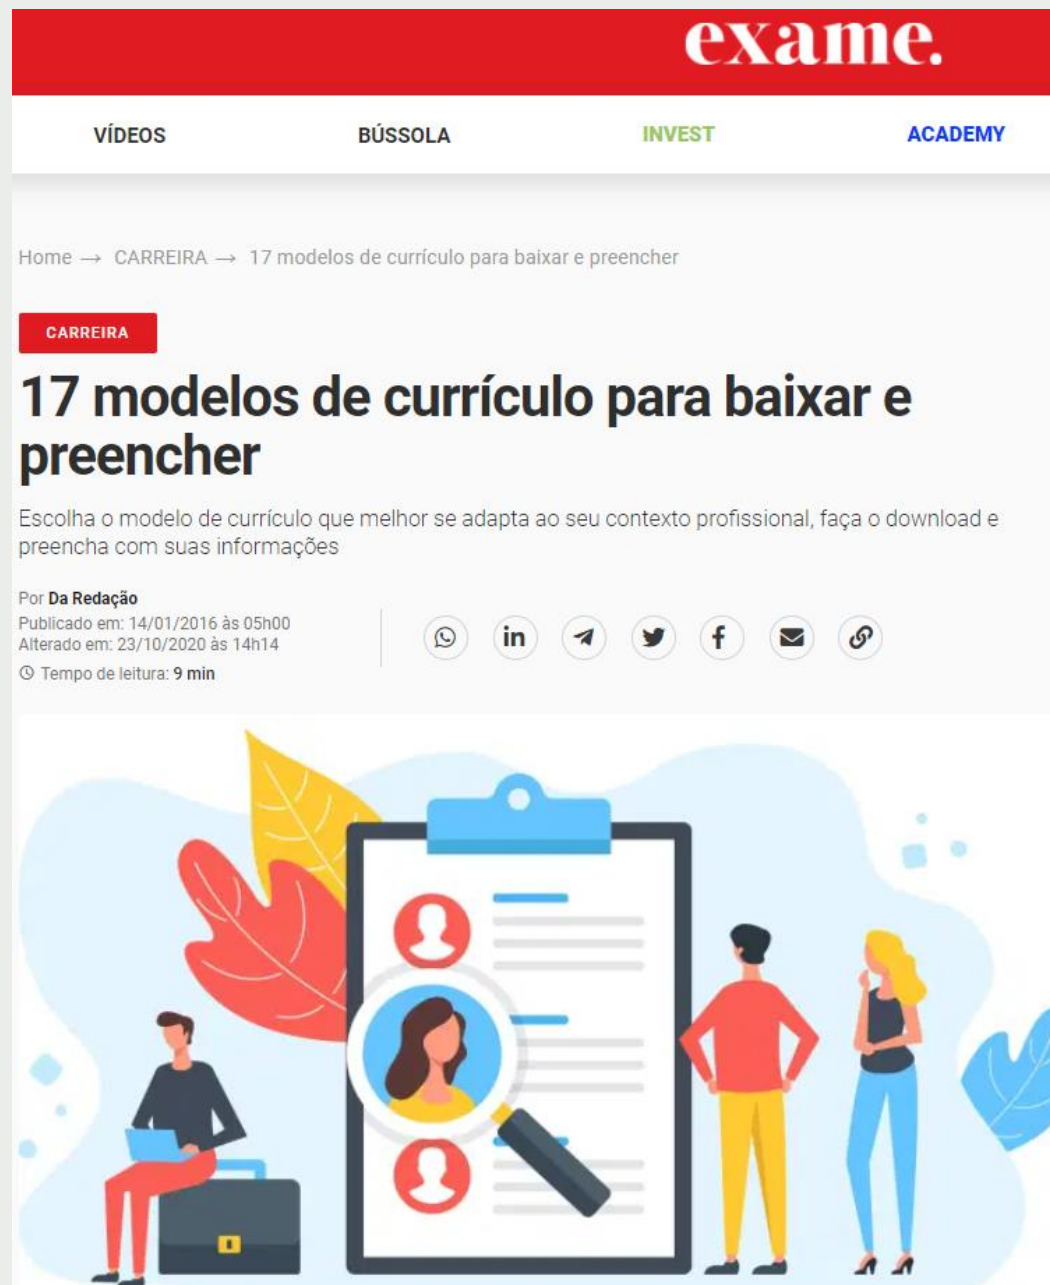 exame.
VÍDEOS
BÚSSOLA
INVEST
ACADEMY
Home → CARREIRA → 17 modelos de currículo para baixar e preencher
CARREIRA
17 modelos de currículo para baixar e
preencher
Escolha o modelo de currículo que melhor se adapta ao seu contexto profissional, faça o download e
preencha com suas informações
Por Da Redação
Publicado em: 14/01/2016 às 05h00
Alterado em: 23/10/2020 às 14h14
Tempo de leitura: 9 min